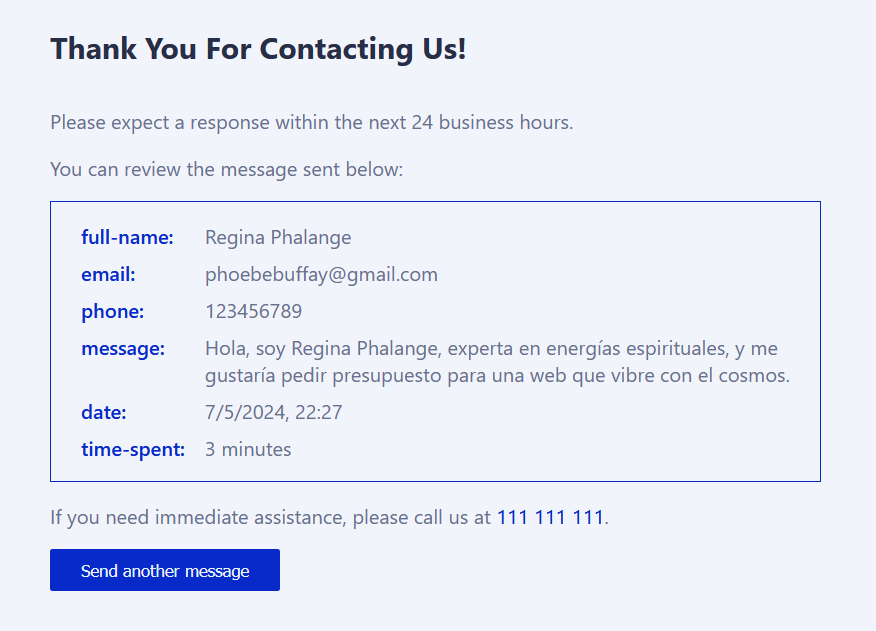 Thank You For Contacting Us!
Please expect a response within the next 24 business hours.
You can review the message sent below:
full-name: Regina Phalange
email: phoebebuffay@gmail.com
phone: 123456789
message: Hola, soy Regina Phalange, experta en energías espirituales, y me
gustaría pedir presupuesto para una web que vibre con el cosmos.
date: 7/5/2024, 22:27
time-spent: 3 minutes
If you need immediate assistance, please call us at 111 111 111.
Send another message